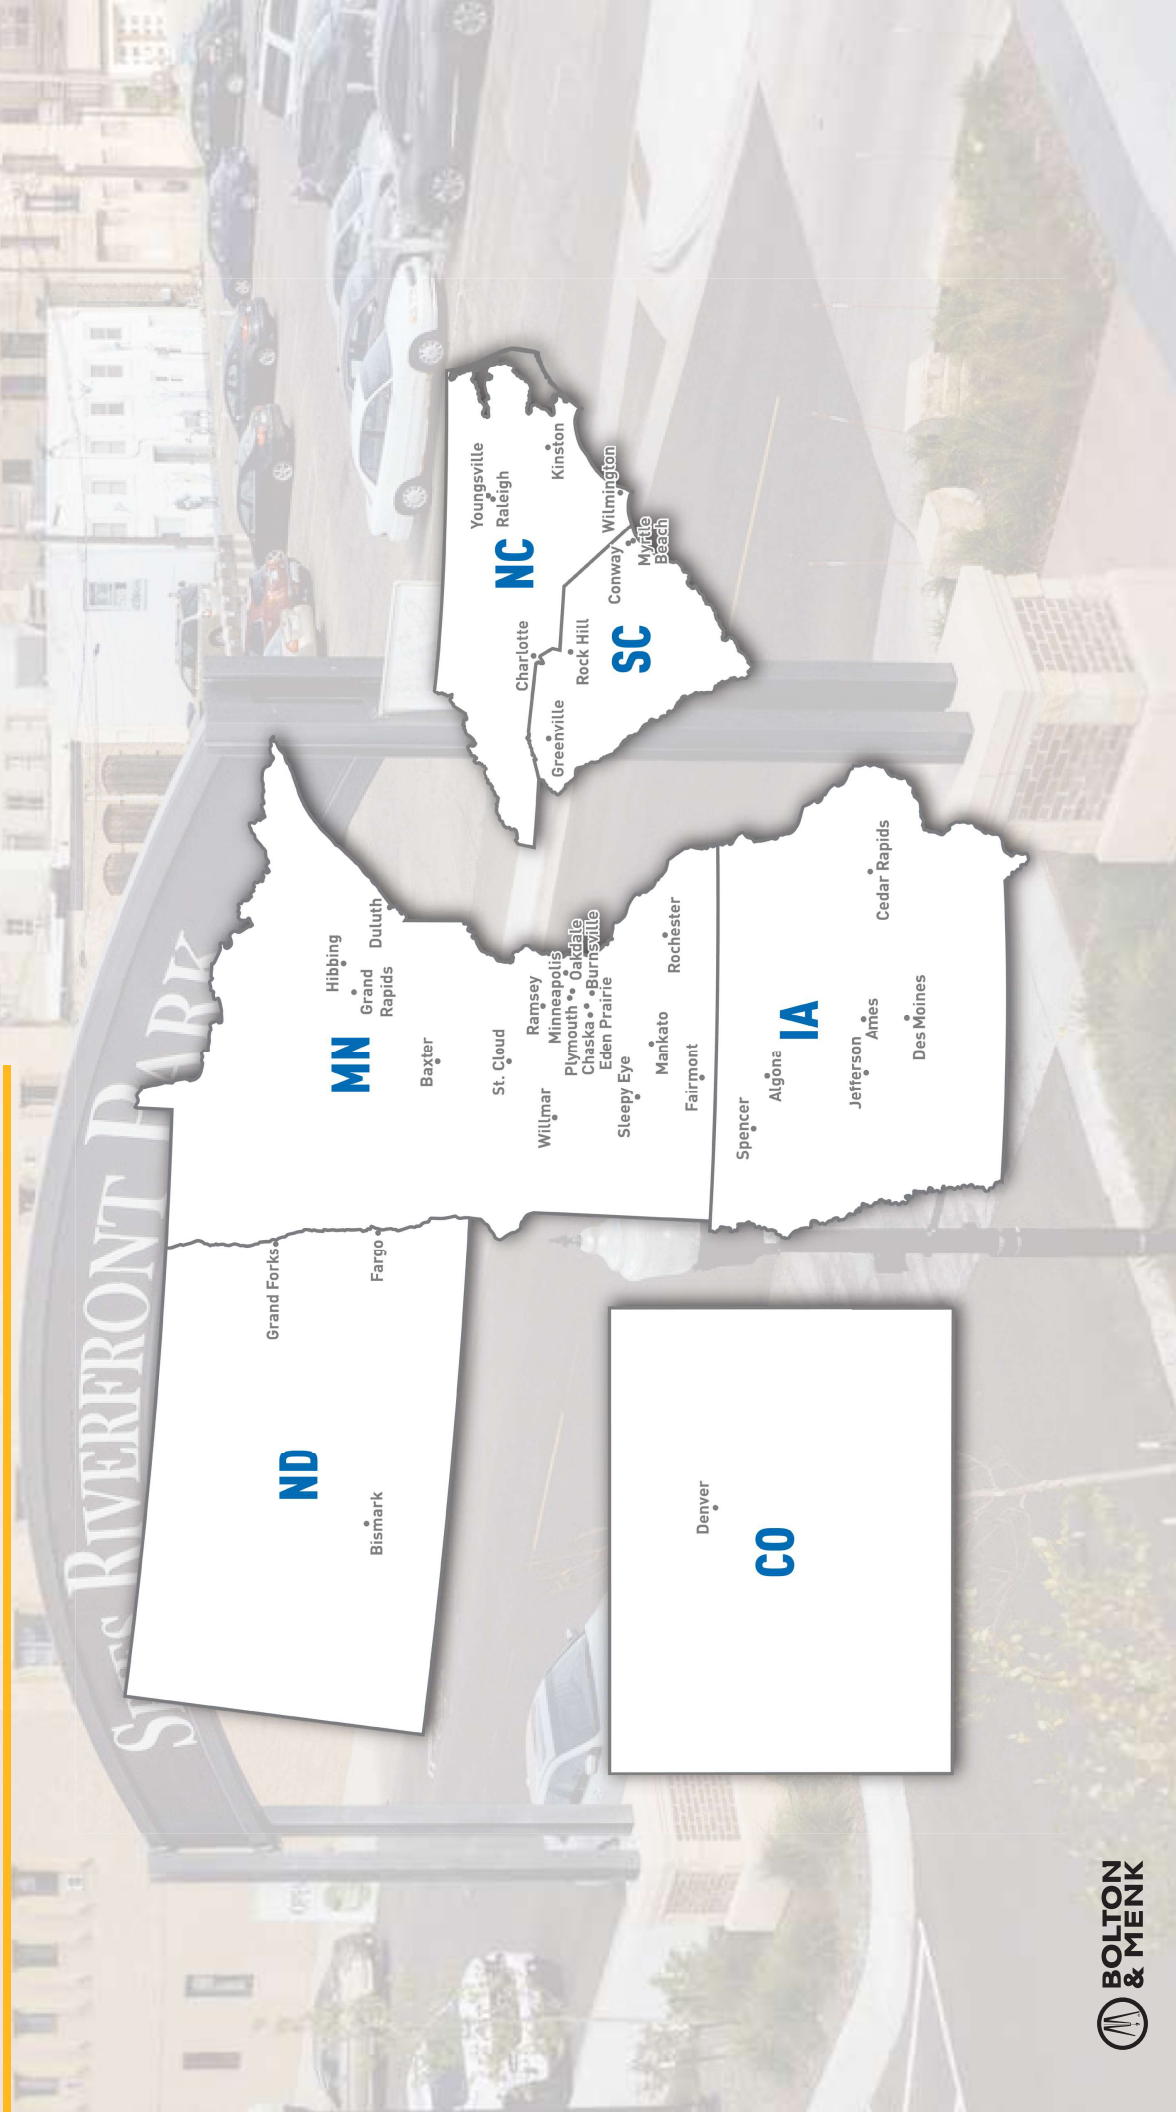 RIVERFRONT PARK
ND
Grand Forks
Fargo
Bismark
MN
Hibbing
Grand
Rapids
Duluth
Baxter
St. Cloud
Ramsey
Minneapolis
Willmar
Plymouth
Oakdale
Chaska
Burnsville
Eden Prairie
Sleepy Eye
Mankato
Rochester
Fairmont
IA
Spencer
Algona
Jefferson
Ames
Cedar Rapids
Des Moines
CO
Denver
NC
Youngsville
Raleigh
Charlotte
Kinston
Wilmington
SC
Greenville
Rock Hill
Conway
Myrtle
Beach
BOLTON
& MENK